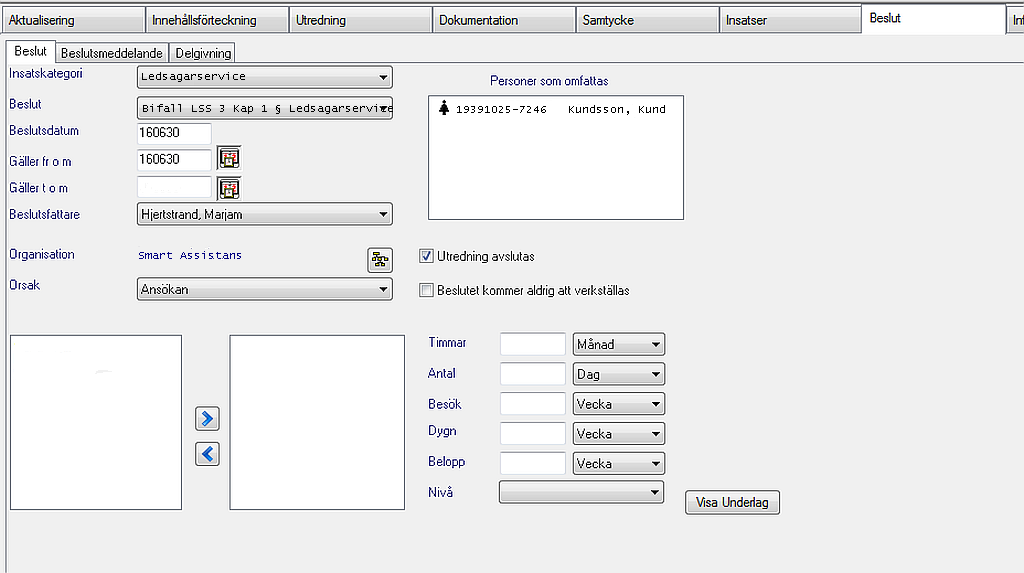 Aktualisering Innehållsförteckning Utredning Dokumentation Samtycke Insatser Beslut
Beslut Beslutsmeddelande Delgivning
Insatskategori Ledsagarservice
Personer som omfattas
Beslut Bifall LSS 3 Kap 1 § Ledsagarservice
19391025-7246 Kundsson, Kund
Beslutsdatum 160630
Gäller fr o m 160630
Gäller t o m
Beslutsfattare Hjertstrand, Marjam
Organisation Smart Assistans
Utredning avslutas
Orsak Ansökan
Beslutet kommer aldrig att verkställas
Timmar Månad
Antal Dag
Besök Vecka
Dygn Vecka
Belopp Vecka
Nivå
Visa Underlag